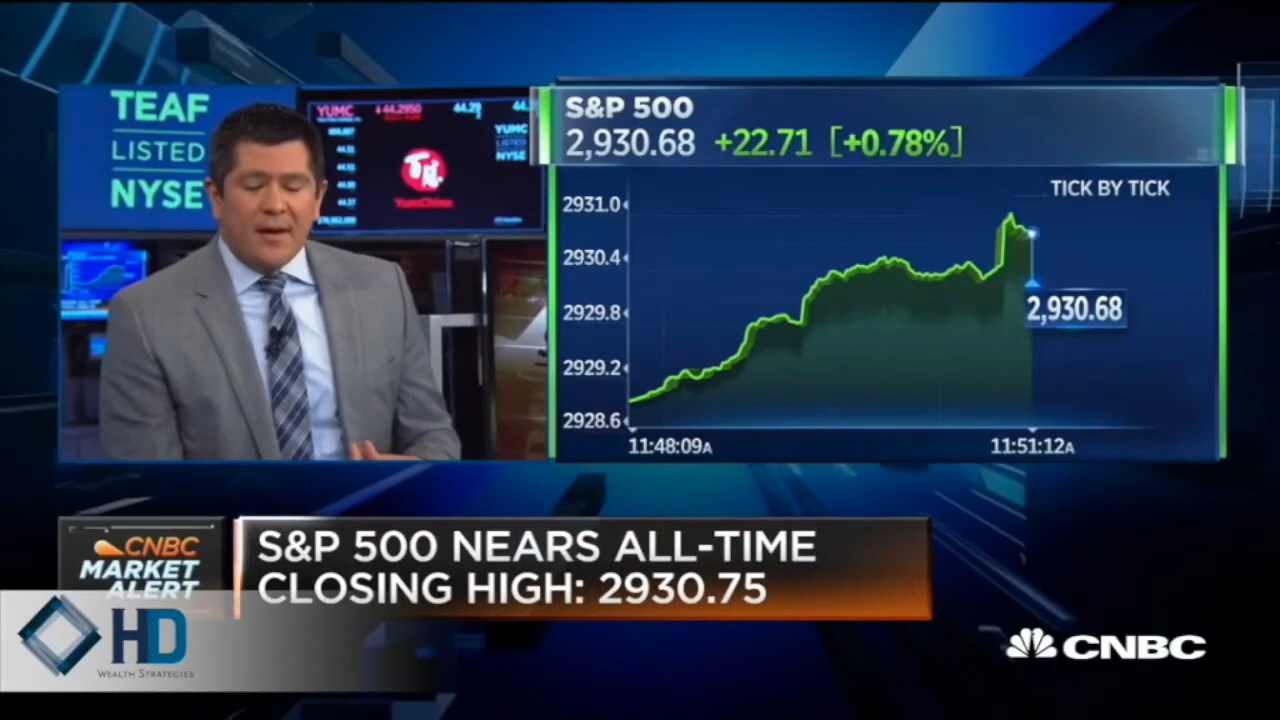 TEAF
LISTED
NYSE
YUMC
44.2950
YUMC
LISTED
NYSE
YumChina
S&P 500
2,930.68 +22.71 [+0.78%]
TICK BY TICK
2931.0
2930.4
2929.8
2929.2
2928.6
2,930.68
11:48:09A
11:51:12A
CNBC
MARKET
ALERT
S&P 500 NEARS ALL-TIME
CLOSING HIGH: 2930.75
HD
WEALTH STRATEGIES
CNBC